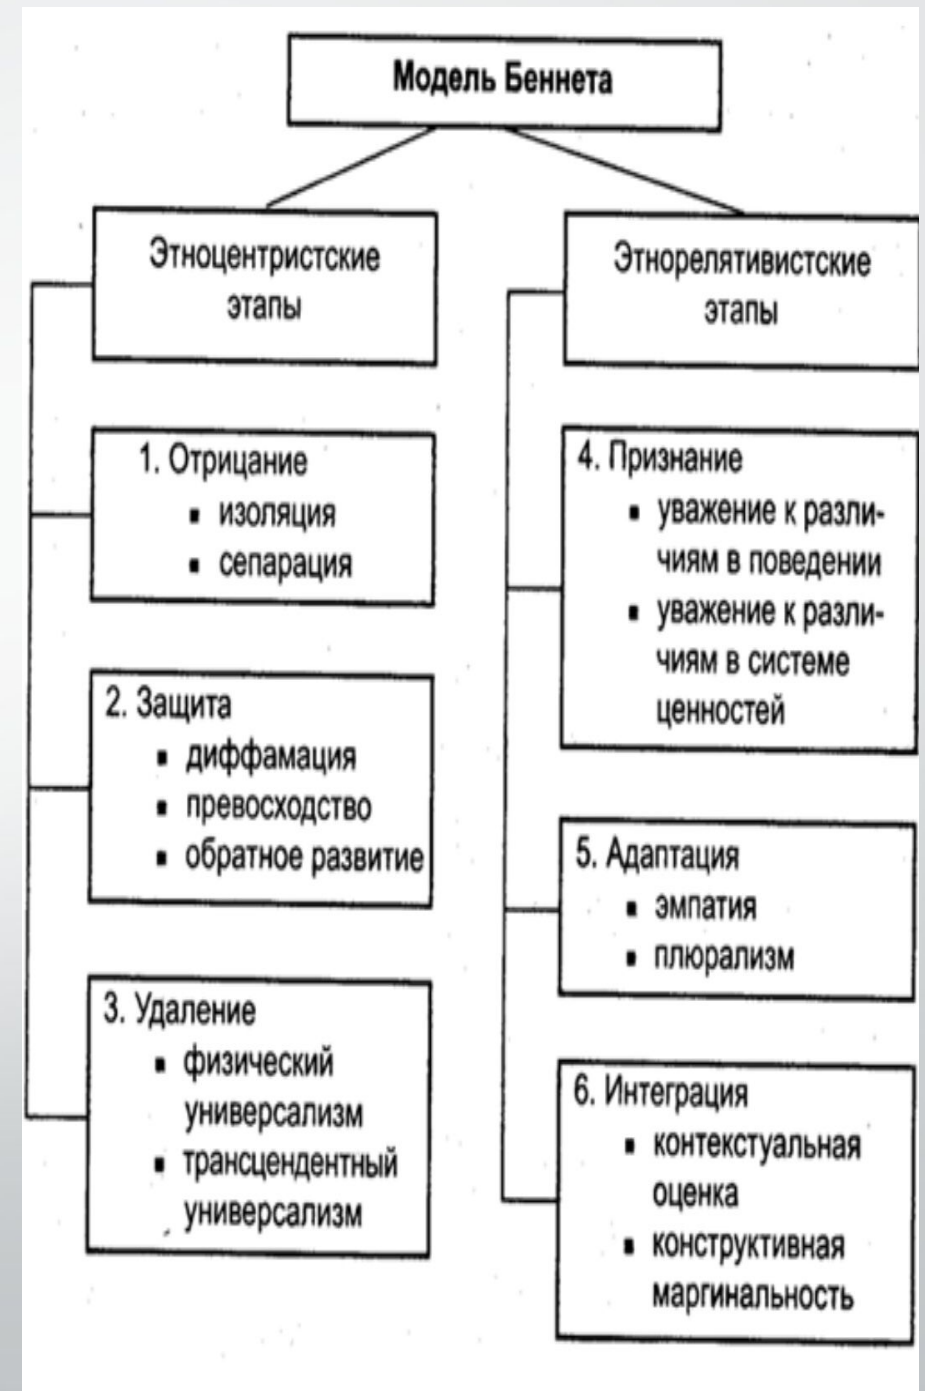 Модель Беннета
Этноцентристские
этапы
1. Отрицание
▪ изоляция
▪ сепарация
2. Защита
▪ диффамация
▪ превосходство
▪ обратное развитие
3. Удаление
▪ физический
универсализм
▪ трансцендентный
универсализм
Этнорелятивистские
этапы
4. Признание
▪ уважение к разли-
чиям в поведении
▪ уважение к разли-
чиям в системе
ценностей
5. Адаптация
▪ эмпатия
▪ плюрализм
6. Интеграция
▪ контекстуальная
оценка
▪ конструктивная
маргинальность